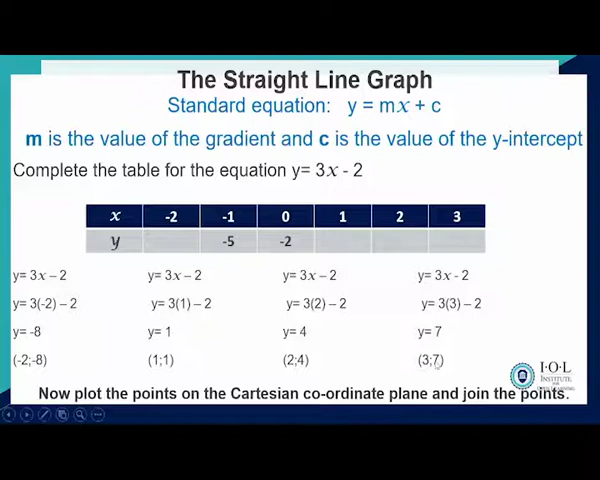 The Straight Line Graph
Standard equation: y = mx + c
m is the value of the gradient and c is the value of the y-intercept
Complete the table for the equation y= 3x - 2
x -2 -1 0 1 2 3
y -5 -2
y= 3x – 2 y= 3x – 2 y= 3x – 2 y= 3x - 2
y= 3(-2) – 2 y= 3(1) – 2 y= 3(2) – 2 y= 3(3) – 2
y= -8 y= 1 y= 4 y= 7
(-2;-8) (1;1) (2;4) (3;7)
I·O·L
INSTITUTE
FOR
OPEN LEARNING
Now plot the points on the Cartesian co-ordinate plane and join the points.